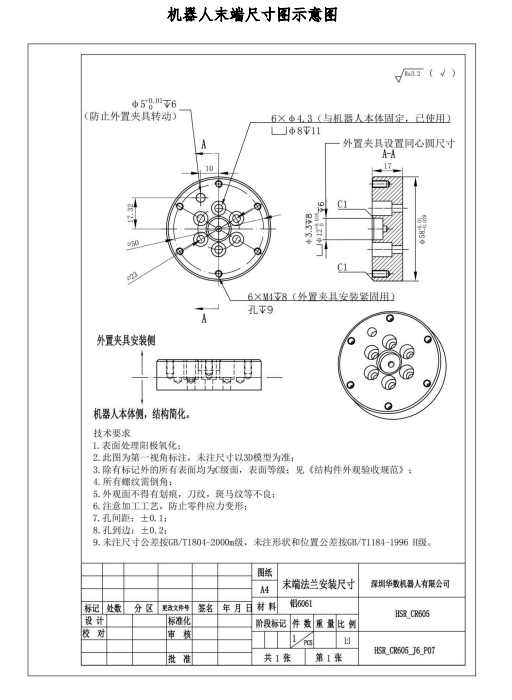 机器人末端尺寸图示意图
Ra3.2 ( √ )
φ5 +0.01 0 ↧6
(防止外置夹具转动)
6×φ4.3 (与机器人本体固定,已使用)
⌴φ8↧11
外置夹具设置同心圆尺寸
A
A-A
10
17
17.32
C1
φ3.3↧8
↧6
φ50
φ23
C1
6×M4↧8 (外置夹具安装紧固用)
孔↧9
A
外置夹具安装侧
机器人本体侧,结构简化。
技术要求
1.表面处理阳极氧化;
2.此图为第一视角标注,未注尺寸以3D模型为准;
3.除有标记外的所有表面均为C级面,表面等级;见《结构件外观验收规范》;
4.所有螺纹需倒角;
5.外观面不得有划痕,刀纹,斑马纹等不良;
6.注意加工工艺,防止零件应力变形;
7.孔间距:±0.1;
8.孔到边:±0.2;
9.未注尺寸公差按GB/T1804-2000m级,未注形状和位置公差按GB/T1184-1996 H级。
图纸
A4 末端法兰安装尺寸 深圳华数机器人有限公司
标记 处数 分 区 更改文件号 签名 年 月 日 材 料 铝6061
HSR_CR605
设 计 标准化 阶段标记 件 数 重 量 比 例
校 对 审 核 1 PCS 1:1
HSR_CR605_J6_P07
批 准 共 1 张 第 1 张